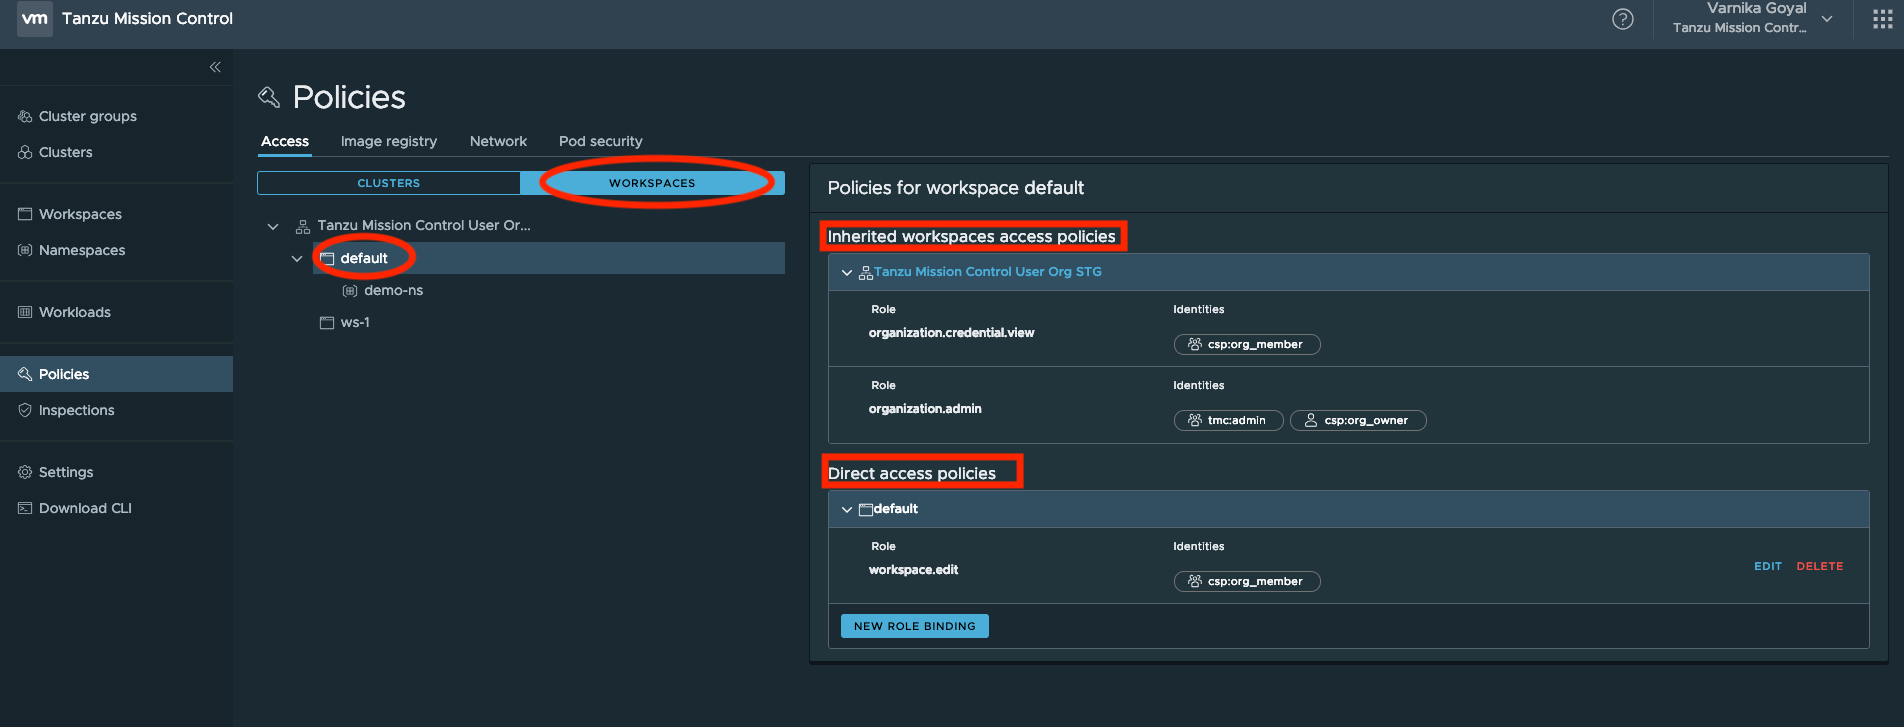 vm Tanzu Mission Control
Varnika Goyal
Tanzu Mission Contr...
Cluster groups
Clusters
Workspaces
Namespaces
Workloads
Policies
Inspections
Settings
Download CLI
Policies
Access Image registry Network Pod security
CLUSTERS WORKSPACES
Tanzu Mission Control User Or...
default
demo-ns
ws-1
Policies for workspace default
Inherited workspaces access policies
Tanzu Mission Control User Org STG
Role Identities
organization.credential.view
csp:org_member
Role Identities
organization.admin
tmc:admin csp:org_owner
Direct access policies
default
Role Identities
workspace.edit
csp:org_member
EDIT DELETE
NEW ROLE BINDING